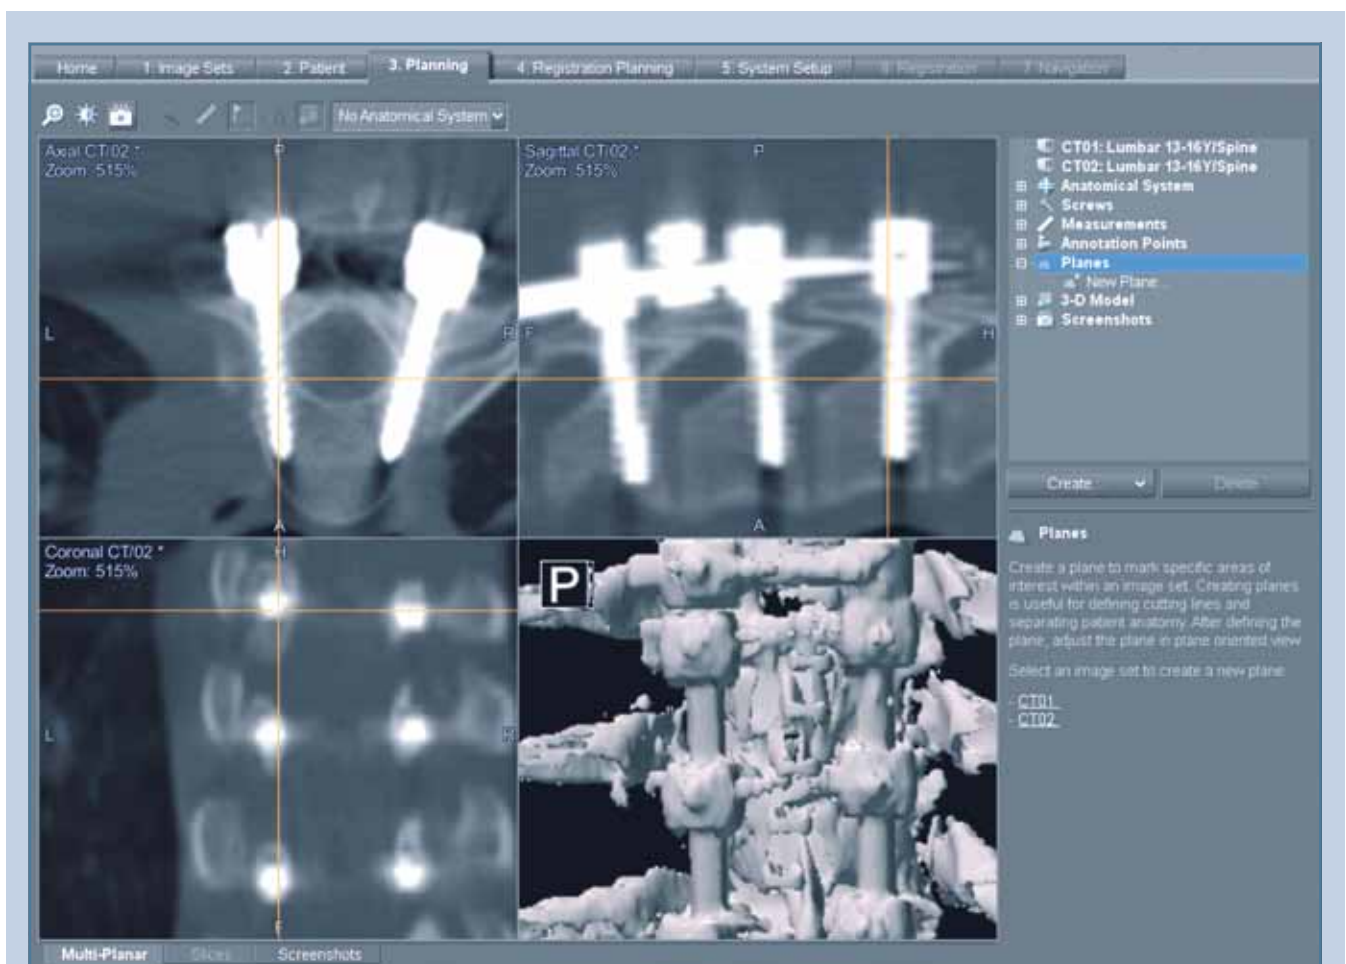 Home
1. Image Sets
2. Patient
3. Planning
4. Registration Planning
5. System Setup
6. Registration
7. Navigation
No Anatomical System
Axial CT/02 *
Zoom: 515%
P
L
R
A
Sagittal CT/02 *
Zoom: 515%
P
F
H
A
Coronal CT/02 *
Zoom: 515%
H
L
R
F
P
CT01: Lumbar 13-16Y/Spine
CT02: Lumbar 13-16Y/Spine
Anatomical System
Screws
Measurements
Annotation Points
Planes
New Plane...
3-D Model
Screenshots
Create
Delete
Planes
Create a plane to mark specific areas of
interest within an image set. Creating planes
is useful for defining cutting lines and
separating patient anatomy. After defining the
plane, adjust the plane in plane oriented view
Select an image set to create a new plane:
- CT01
- CT02
Multi-Planar
Slices
Screenshots